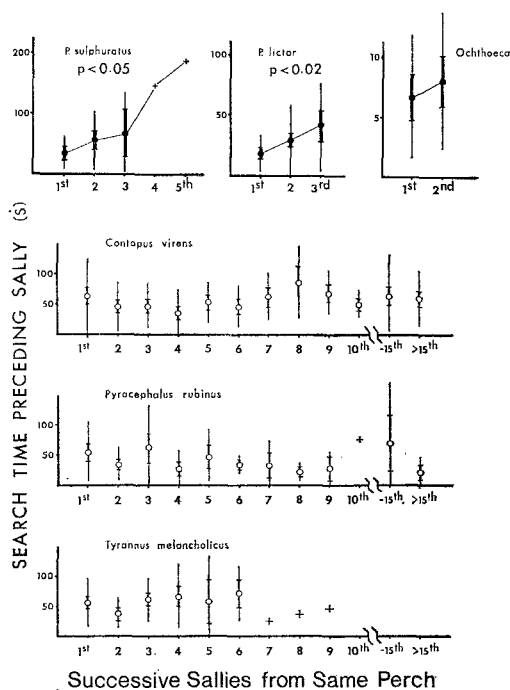 P. sulphuratus
p<0.05
200
100
1st 2 3 4 5th
P. lictor
p<0.02
1st 2 3rd
Ochthoeca
10
5
1st 2nd
SEARCH TIME PRECEDING SALLY (s)
Contopus virens
100
50
1st 2 3 4 5 6 7 8 9 10th -15th >15th
Pyrocephalus rubinus
100
50
1st 2 3 4 5 6 7 8 9 10th -15th >15th
Tyrannus melancholicus
100
50
1st 2 3. 4 5 6 7 8 9 10th -15th >15th
Successive Sallies from Same Perch